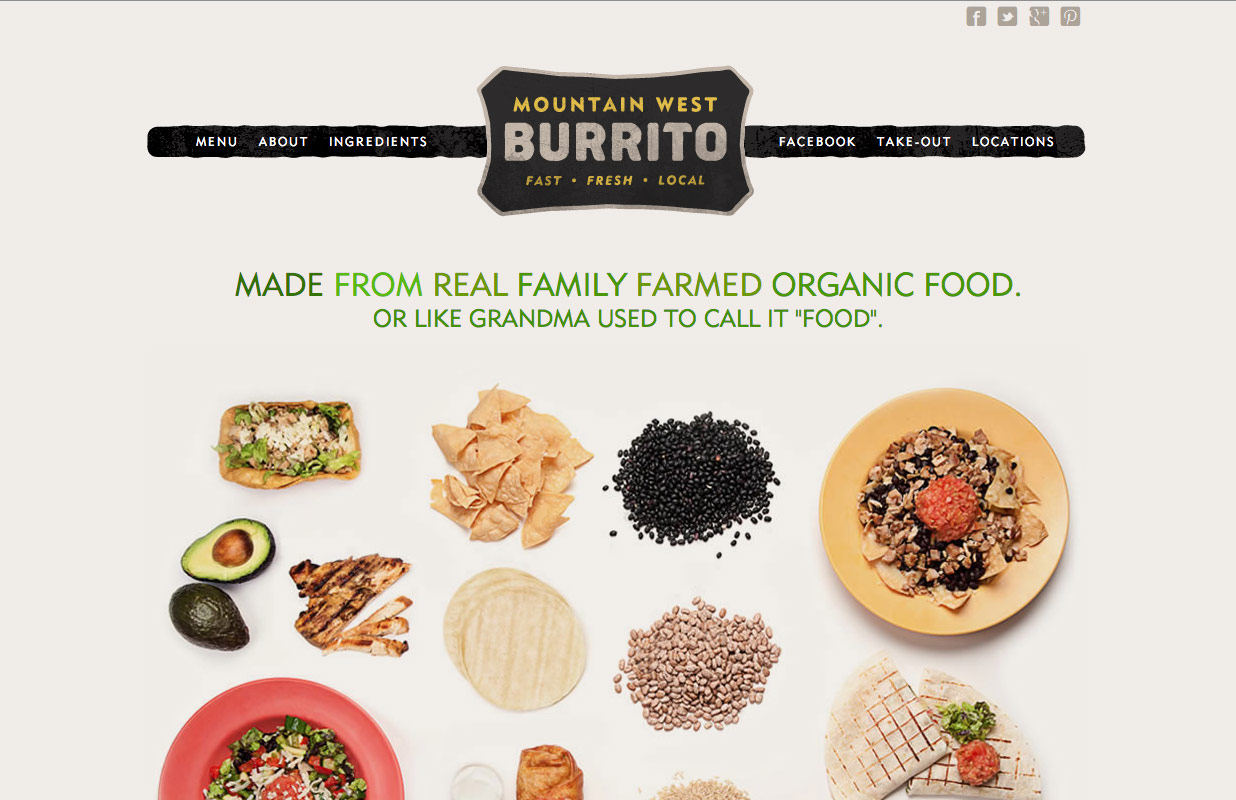 MOUNTAIN WEST
BURRITO
FAST • FRESH • LOCAL
MENU ABOUT INGREDIENTS
FACEBOOK TAKE-OUT LOCATIONS
MADE FROM REAL FAMILY FARMED ORGANIC FOOD.
OR LIKE GRANDMA USED TO CALL IT "FOOD".